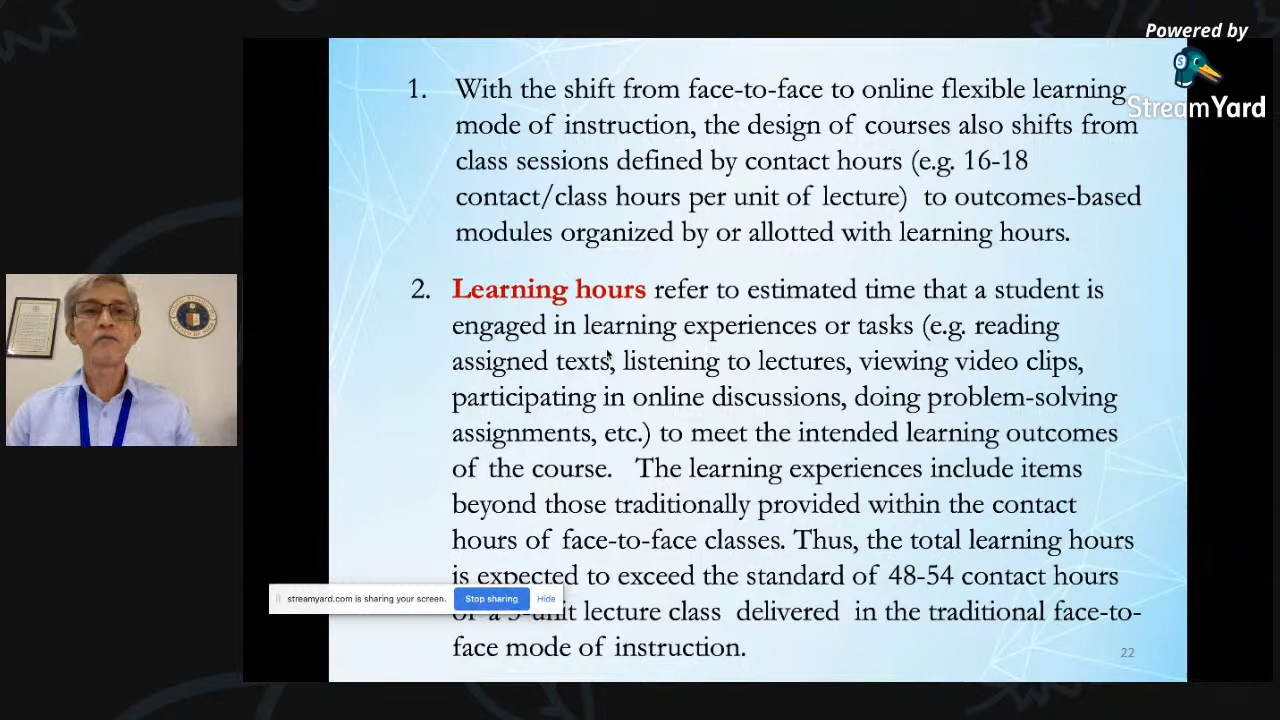 Powered by
StreamYard
1. With the shift from face-to-face to online flexible learning
mode of instruction, the design of courses also shifts from
class sessions defined by contact hours (e.g. 16-18
contact/class hours per unit of lecture) to outcomes-based
modules organized by or allotted with learning hours.
2. Learning hours refer to estimated time that a student is
engaged in learning experiences or tasks (e.g. reading
assigned texts, listening to lectures, viewing video clips,
participating in online discussions, doing problem-solving
assignments, etc.) to meet the intended learning outcomes
of the course. The learning experiences include items
beyond those traditionally provided within the contact
hours of face-to-face classes. Thus, the total learning hours
is expected to exceed the standard of 48-54 contact hours
streamyard.com is sharing your screen. Stop sharing Hide
of a 3-unit lecture class delivered in the traditional face-to-
face mode of instruction.
22